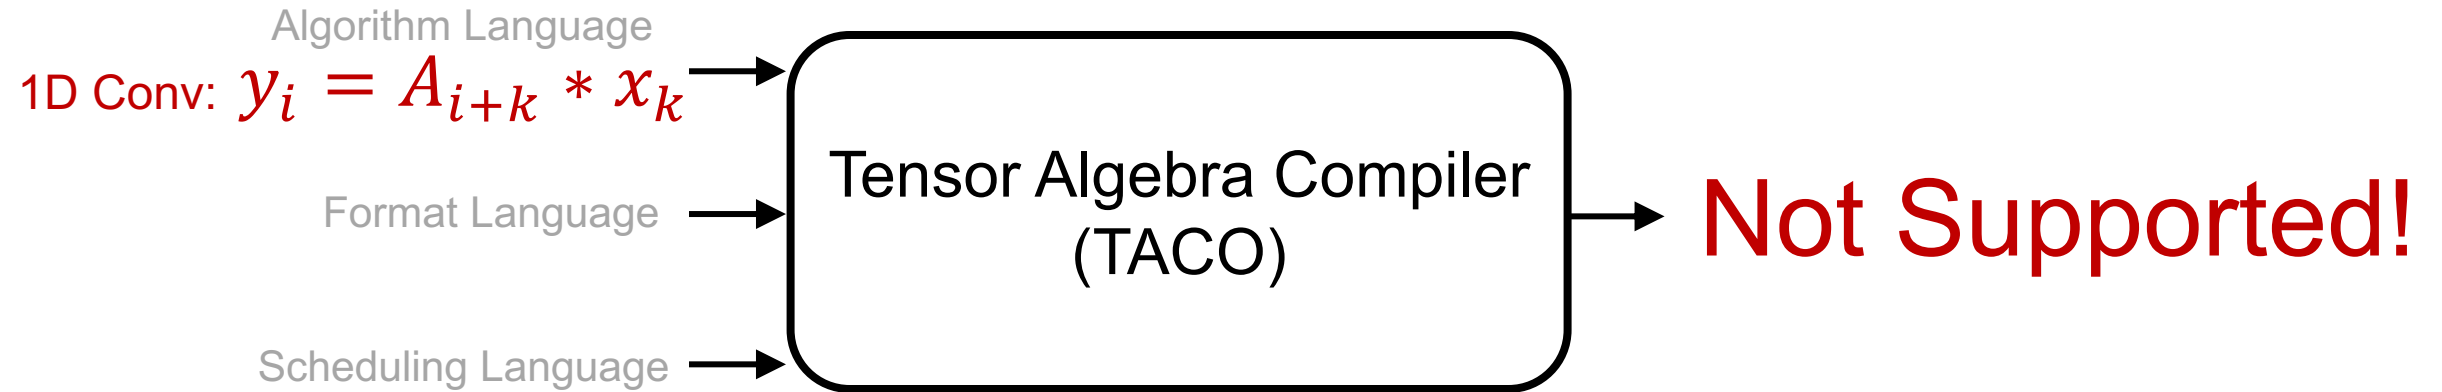 Algorithm Language
1D Conv: y_i = A_{i+k} * x_k
Format Language
Scheduling Language
Tensor Algebra Compiler
(TACO)
Not Supported!